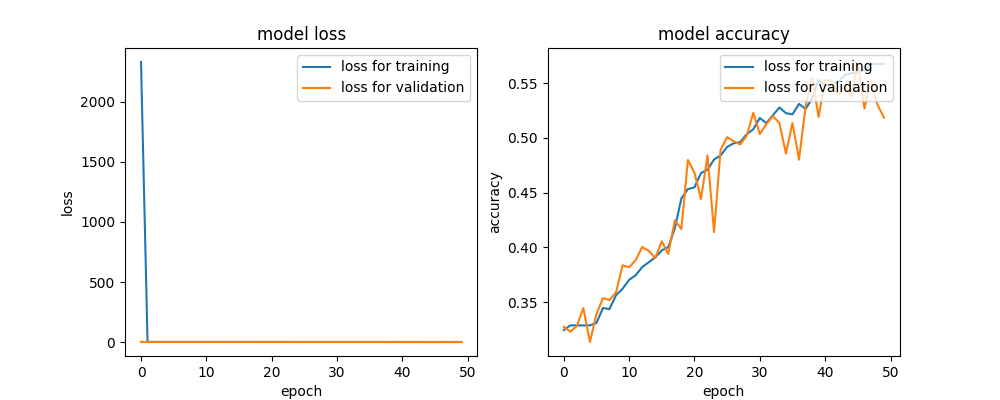 model loss
loss for training
loss for validation
2000
1500
1000
500
0
loss
0 10 20 30 40 50
epoch
model accuracy
loss for training
loss for validation
0.55
0.50
0.45
0.40
0.35
accuracy
0 10 20 30 40 50
epoch